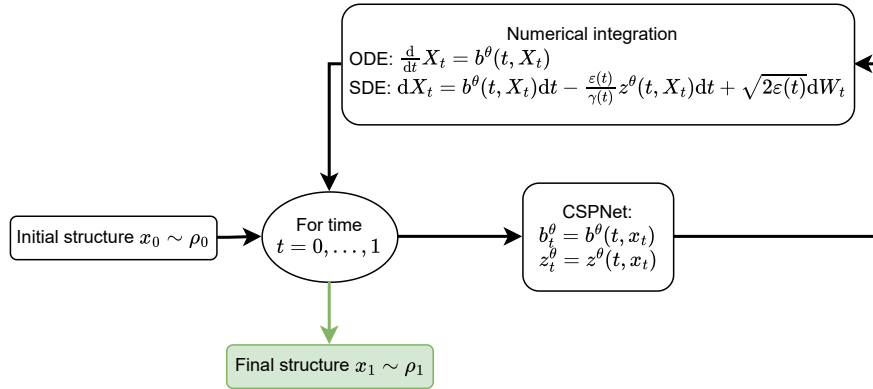 Numerical integration
ODE: $\frac{\mathrm{d}}{\mathrm{d}t} X_t = b^\theta(t, X_t)$
SDE: $\mathrm{d}X_t = b^\theta(t, X_t)\mathrm{d}t - \frac{\varepsilon(t)}{\gamma(t)} z^\theta(t, X_t)\mathrm{d}t + \sqrt{2\varepsilon(t)}\mathrm{d}W_t$
Initial structure $x_0 \sim \rho_0$
For time
$t = 0, \ldots, 1$
CSPNet:
$b_t^\theta = b^\theta(t, x_t)$
$z_t^\theta = z^\theta(t, x_t)$
Final structure $x_1 \sim \rho_1$